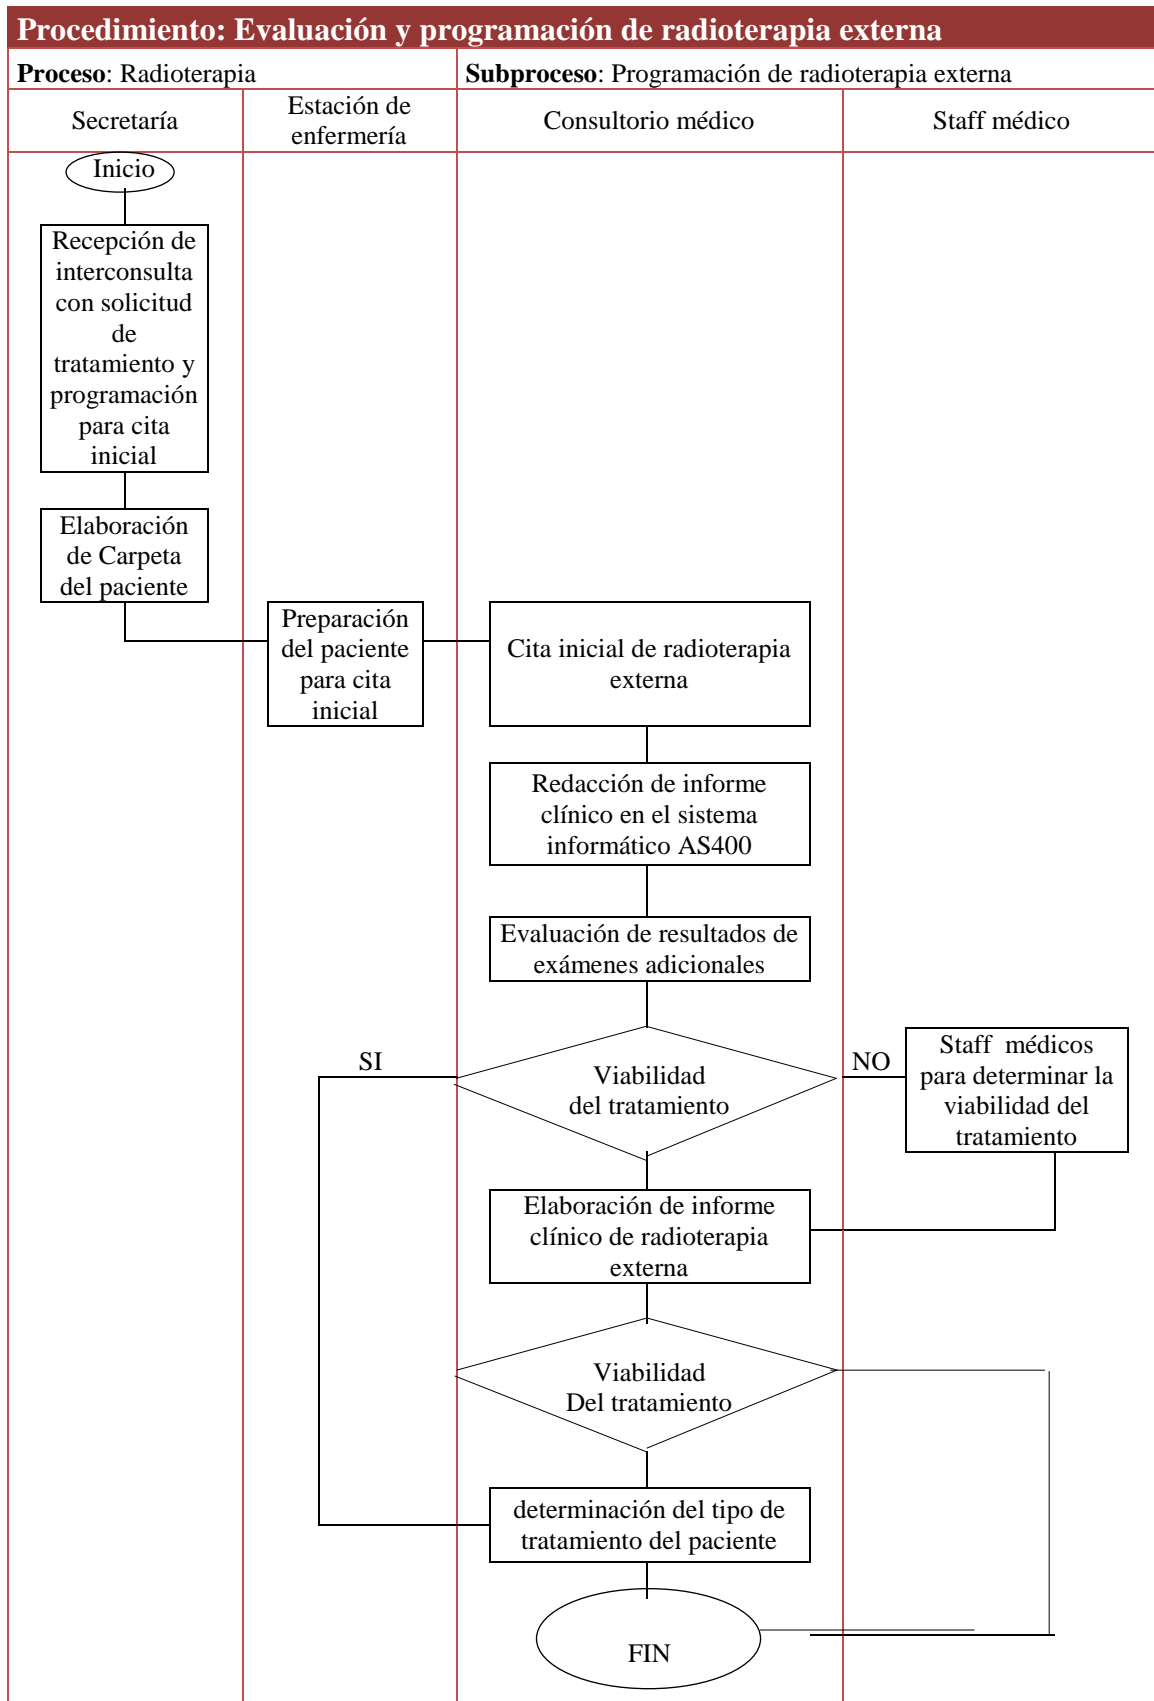 Procedimiento: Evaluación y programación de radioterapia externa
Proceso: Radioterapia
Subproceso: Programación de radioterapia externa
Secretaría
Estación de
enfermería
Consultorio médico
Staff médico
Inicio
Recepción de
interconsulta
con solicitud
de
tratamiento y
programación
para cita
inicial
Elaboración
de Carpeta
del paciente
Preparación
del paciente
para cita
inicial
Cita inicial de radioterapia
externa
Redacción de informe
clínico en el sistema
informático AS400
Evaluación de resultados de
exámenes adicionales
SI
Viabilidad
del tratamiento
NO
Staff  médicos
para determinar la
viabilidad del
tratamiento
Elaboración de informe
clínico de radioterapia
externa
Viabilidad
Del tratamiento
determinación del tipo de
tratamiento del paciente
FIN